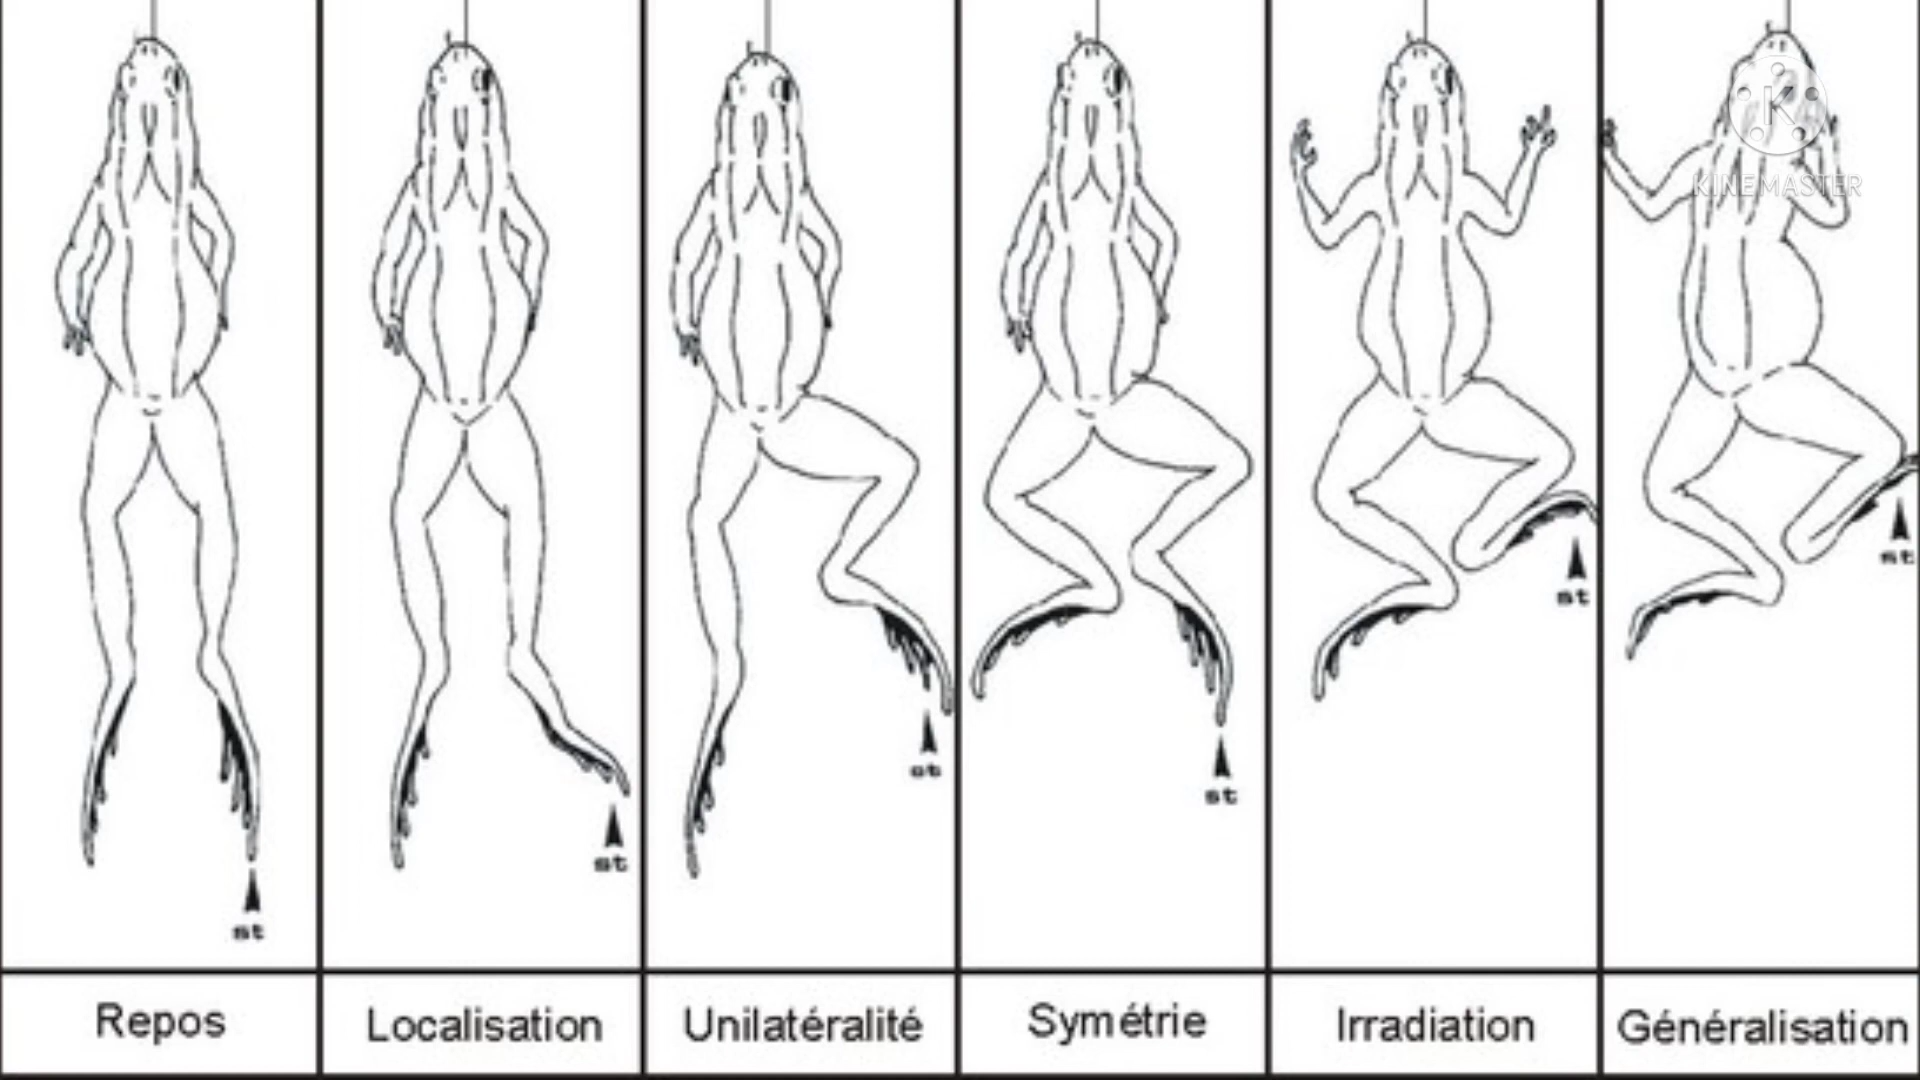 K
KINEMASTER
st
st
st
st
st
st
Repos
Localisation
Unilatéralité
Symétrie
Irradiation
Généralisation